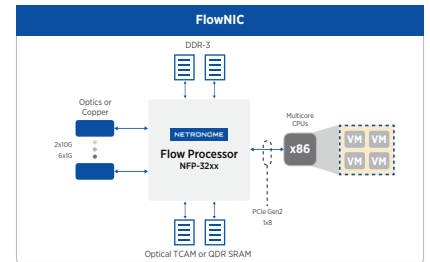 FlowNIC
DDR-3
Optics or
Copper
2x10G
6x1G
NETRONOME
Flow Processor
NFP-32xx
Multicore
CPUs
x86
VM VM
VM VM
PCIe Gen2
1x8
Optical TCAM or QDR SRAM